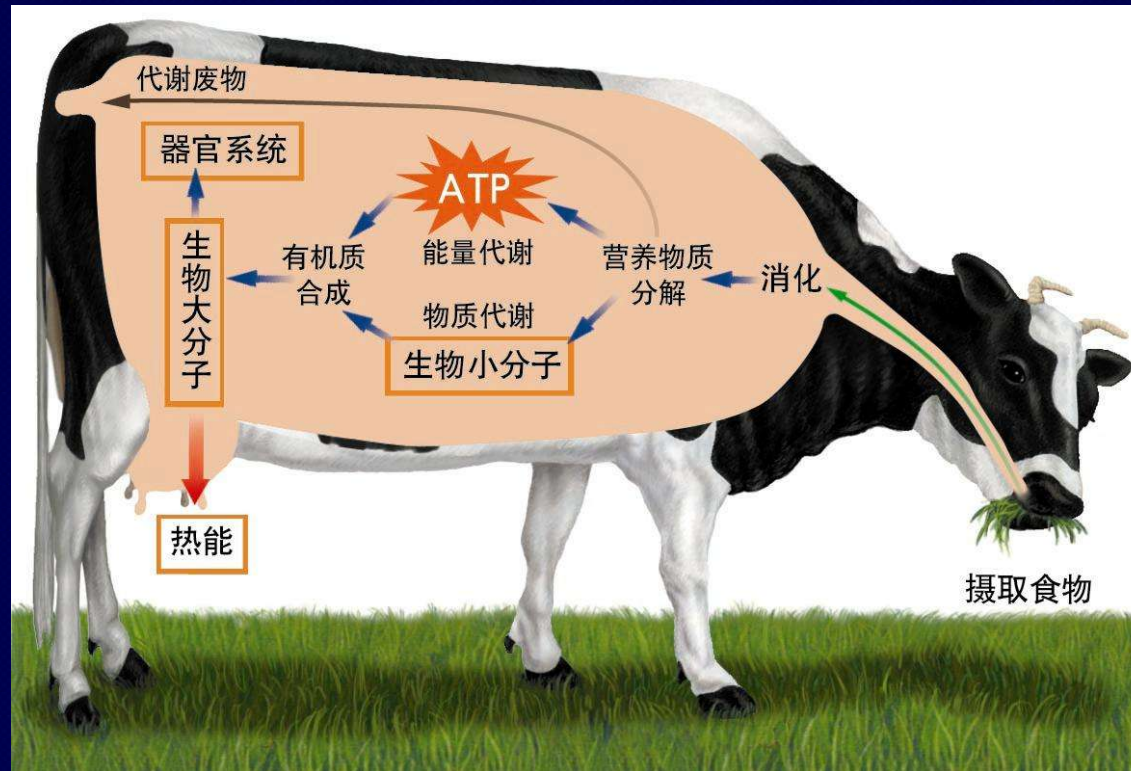 代谢废物
器官系统
ATP
生物大分子
有机质
合成
能量代谢
营养物质
分解
消化
物质代谢
生物小分子
热能
摄取食物